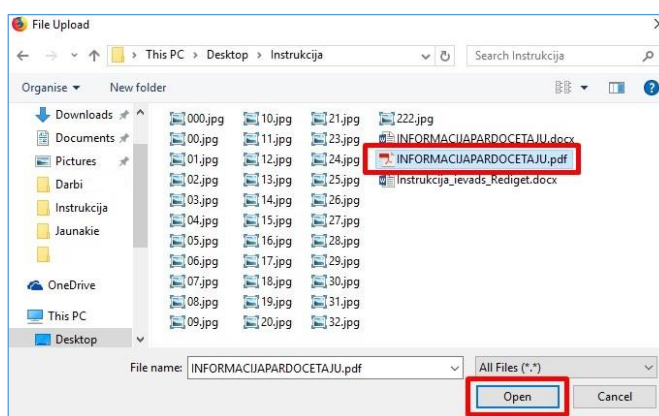 File Upload
This PC > Desktop > Instrukcija
Search Instrukcija
Organise
New folder
Downloads
Documents
Pictures
Darbi
Instrukcija
Jaunakie
OneDrive
This PC
Desktop
000.jpg
00.jpg
01.jpg
02.jpg
03.jpg
04.jpg
05.jpg
06.jpg
07.jpg
08.jpg
09.jpg
10.jpg
11.jpg
12.jpg
13.jpg
14.jpg
15.jpg
16.jpg
17.jpg
18.jpg
19.jpg
20.jpg
21.jpg
23.jpg
24.jpg
25.jpg
26.jpg
27.jpg
28.jpg
29.jpg
30.jpg
31.jpg
32.jpg
222.jpg
INFORMACIJAPARDOCETAJU.docx
INFORMACIJAPARDOCETAJU.pdf
Instrukcija_ievads_Rediget.docx
File name: INFORMACIJAPARDOCETAJU.pdf
All Files (*.*)
Open
Cancel